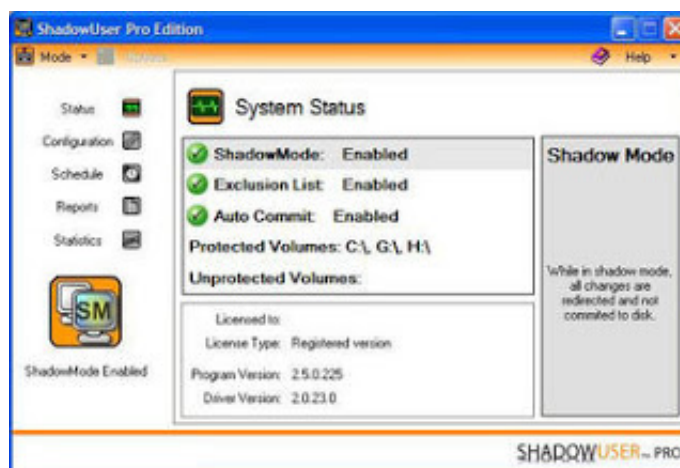 ShadowUser Pro Edition
Mode Help
Status
Configuration
Schedule
Reports
Statistics
SM
ShadowMode Enabled
System Status
ShadowMode: Enabled
Exclusion List: Enabled
Auto Commit: Enabled
Protected Volumes: C:\, G:\, H:\
Unprotected Volumes:
Licensed to:
License Type: Registered version
Program Version: 2.5.0.225
Driver Version: 2.0.23.0
Shadow Mode
While in shadow mode,
all changes are
redirected and not
commited to disk.
SHADOWUSER™ PRO